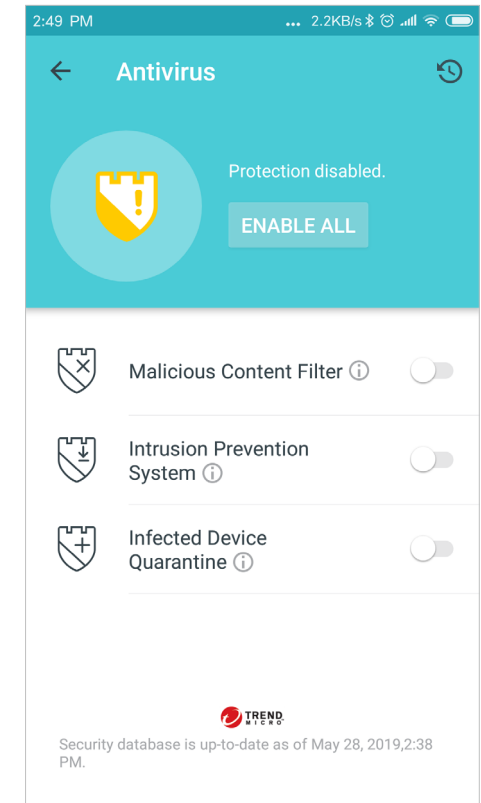 2:49 PM ... 2.2KB/s
Antivirus
Protection disabled.
ENABLE ALL
Malicious Content Filter
Intrusion Prevention
System
Infected Device
Quarantine
TREND
MICRO
Security database is up-to-date as of May 28, 2019,2:38
PM.